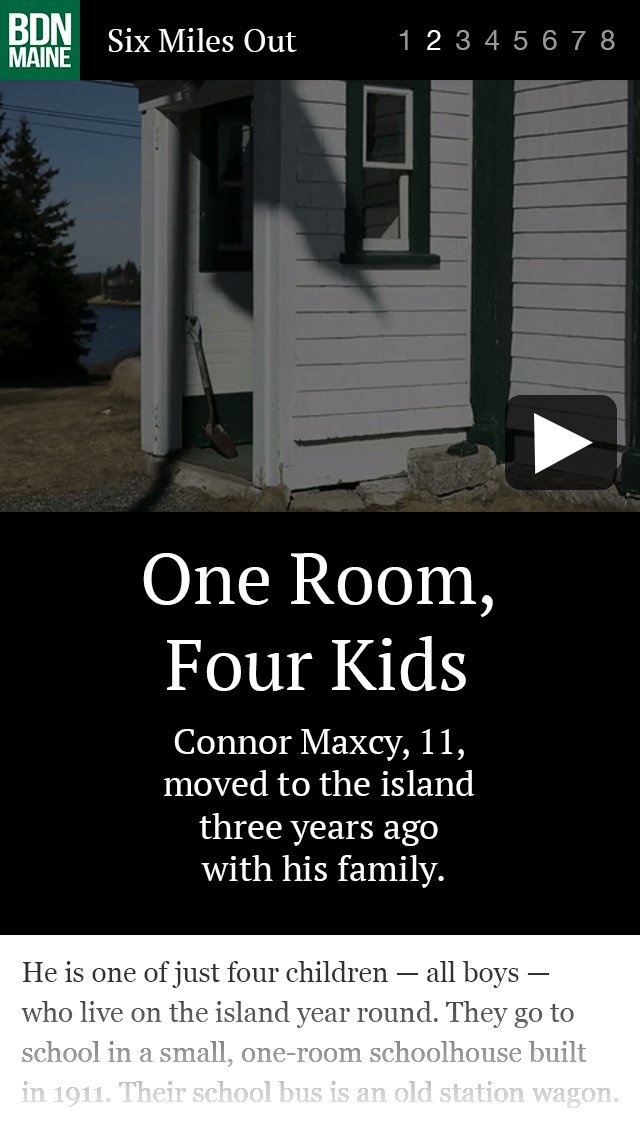 BDN
MAINE
Six Miles Out
1 2 3 4 5 6 7 8
One Room,
Four Kids
Connor Maxcy, 11,
moved to the island
three years ago
with his family.
He is one of just four children — all boys —
who live on the island year round. They go to
school in a small, one-room schoolhouse built
in 1911. Their school bus is an old station wagon.